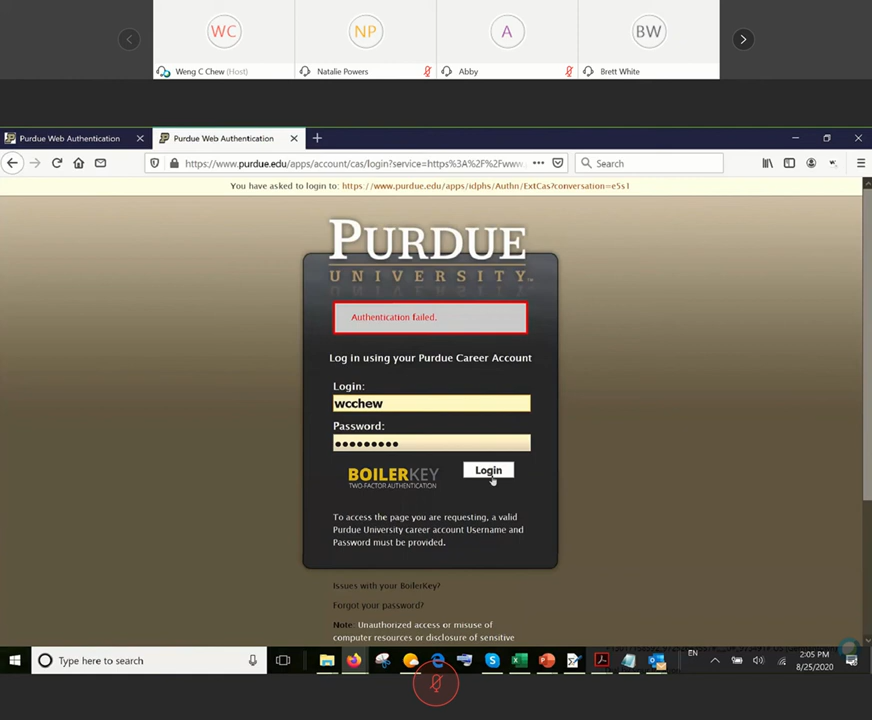 WC
NP
A
BW
Weng C Chew (Host)
Natalie Powers
Abby
Brett White
Purdue Web Authentication
Purdue Web Authentication
https://www.purdue.edu/apps/account/cas/login?service=https%3A%2F%2Fwww.
Search
You have asked to login to: https://www.purdue.edu/apps/idphs/Authn/ExtCas?conversation=e5s1
PURDUE
UNIVERSITY
Authentication failed.
Log in using your Purdue Career Account
Login:
wcchew
Password:
BOILERKEY
TWO-FACTOR AUTHENTICATION
Login
To access the page you are requesting, a valid
Purdue University career account Username and
Password must be provided.
Issues with your BoilerKey?
Forgot your password?
Note: Unauthorized access or misuse of
computer resources or disclosure of sensitive
Type here to search
EN
2:05 PM
8/25/2020